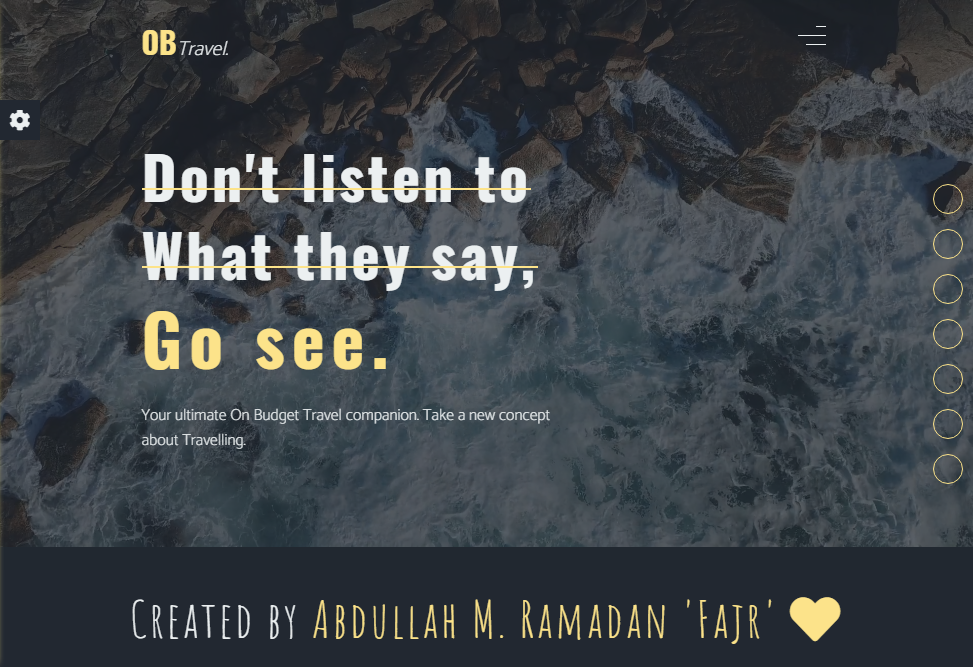 OB Travel.
Don't listen to
What they say,
Go see.
Your ultimate On Budget Travel companion. Take a new concept
about Travelling.
Created by Abdullah M. Ramadan 'Fajr'